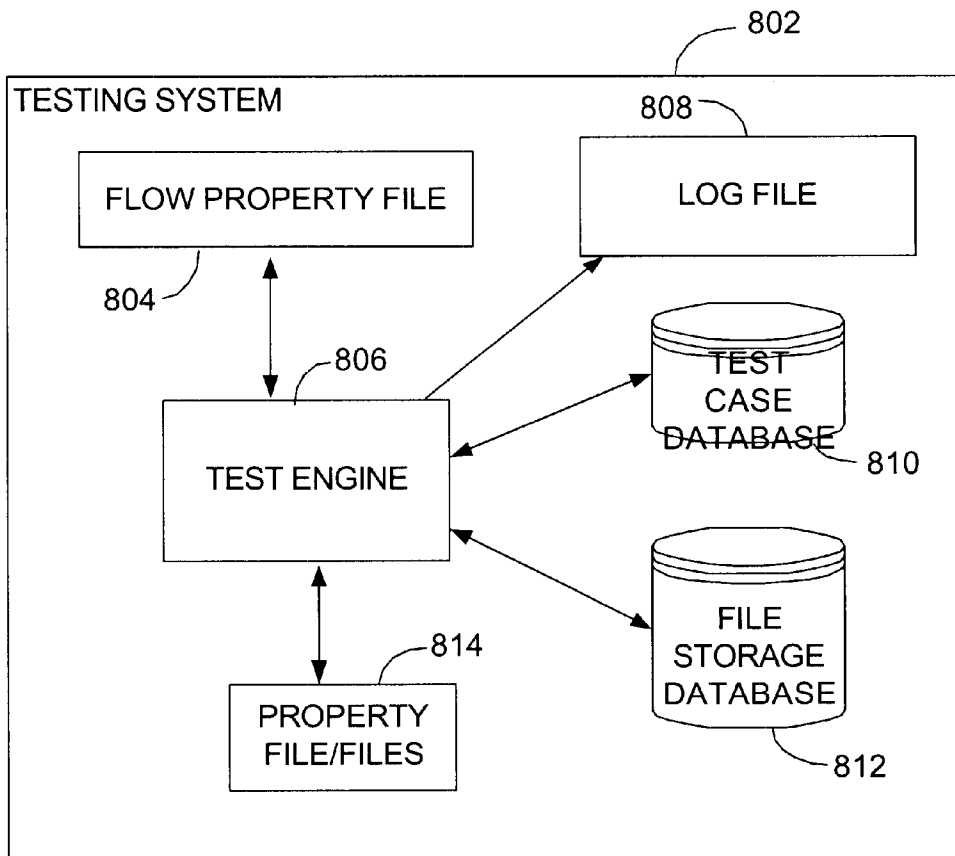 802
TESTING SYSTEM
808
FLOW PROPERTY FILE
LOG FILE
804
806
TEST
CASE
DATABASE
810
TEST ENGINE
FILE
STORAGE
DATABASE
814
PROPERTY
FILE/FILES
812